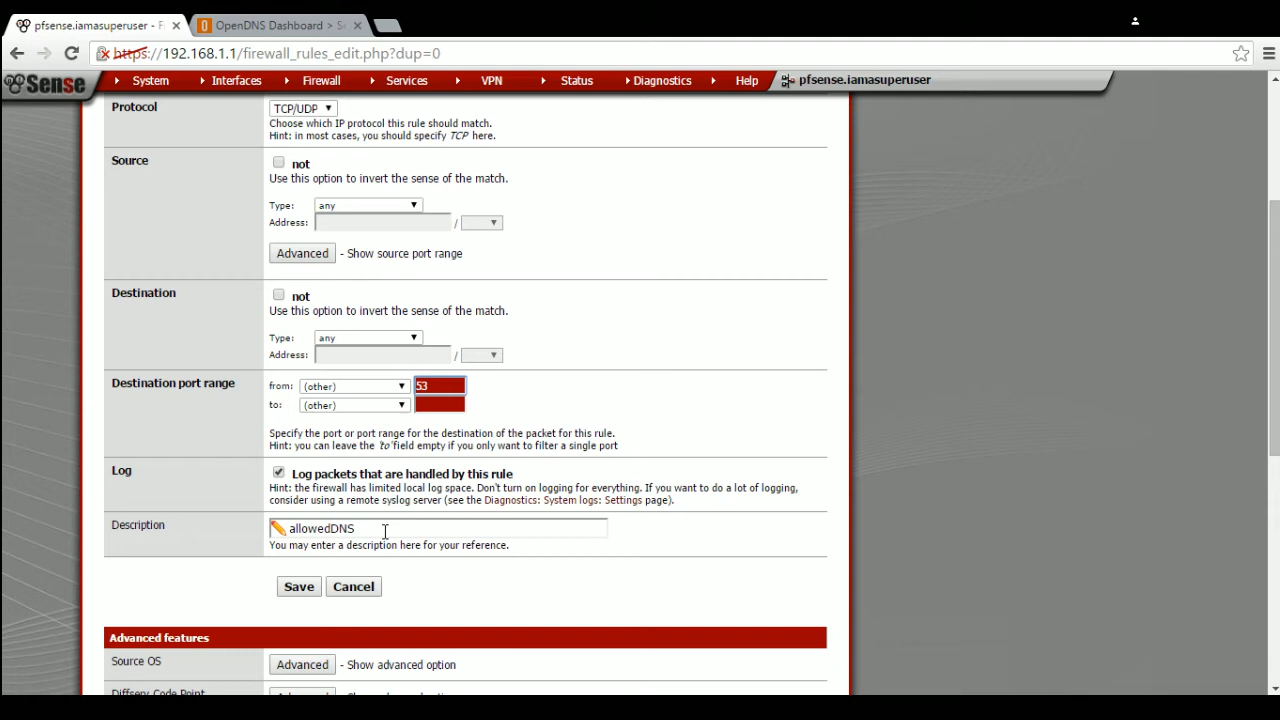 pfsense.iamasuperuser - Fi
OpenDNS Dashboard > Se
https://192.168.1.1/firewall_rules_edit.php?dup=0
Sense
System
Interfaces
Firewall
Services
VPN
Status
Diagnostics
Help
pfsense.iamasuperuser
Protocol
TCP/UDP
Choose which IP protocol this rule should match.
Hint: in most cases, you should specify TCP here.
Source
not
Use this option to invert the sense of the match.
Type: any
Address: /
Advanced - Show source port range
Destination
not
Use this option to invert the sense of the match.
Type: any
Address: /
Destination port range
from: (other) 53
to: (other)
Specify the port or port range for the destination of the packet for this rule.
Hint: you can leave the 'to' field empty if you only want to filter a single port
Log
Log packets that are handled by this rule
Hint: the firewall has limited local log space. Don't turn on logging for everything. If you want to do a lot of logging,
consider using a remote syslog server (see the Diagnostics: System logs: Settings page).
Description
allowedDNS
You may enter a description here for your reference.
Save Cancel
Advanced features
Source OS
Advanced - Show advanced option
Diffserv Code Point